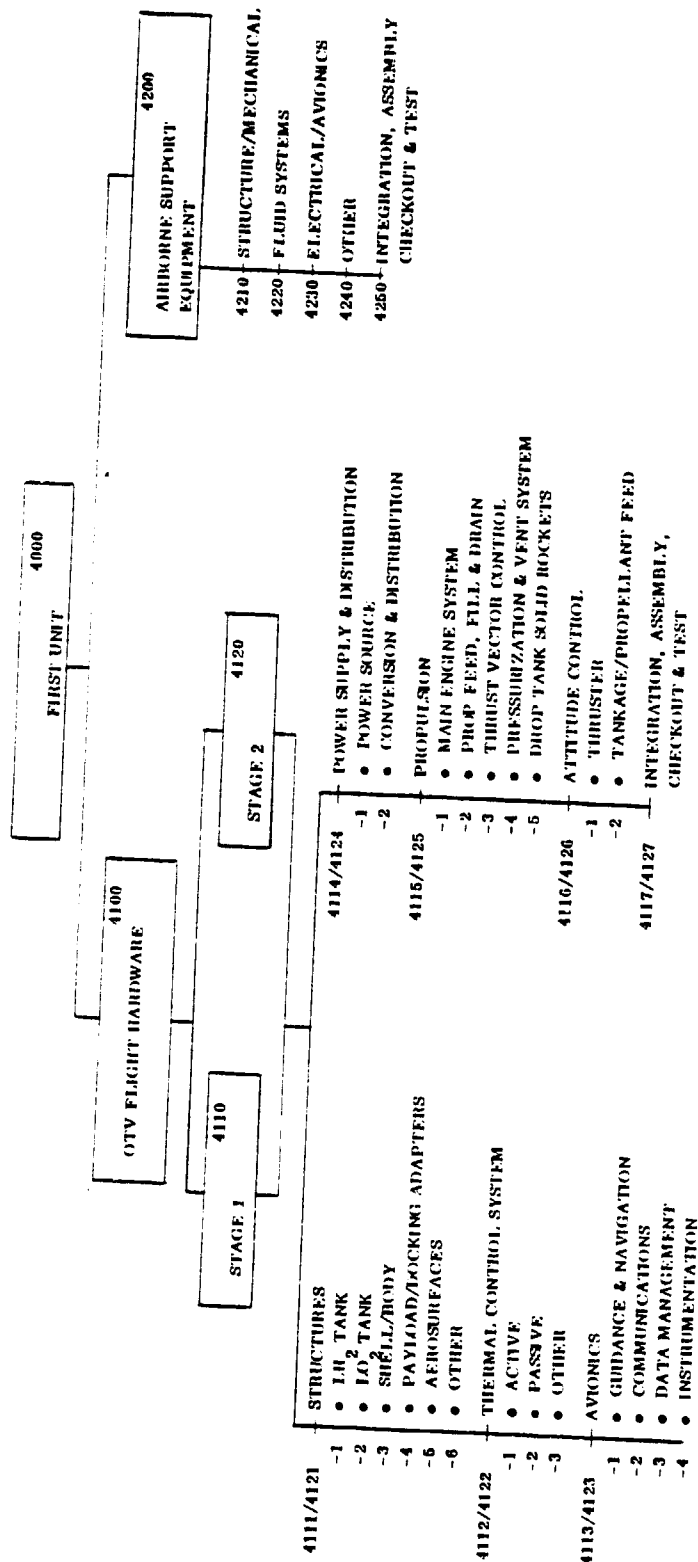 FIRST UNIT 4000
OTV FLIGHT HARDWARE 4100
AIRBORNE SUPPORT 4200
EQUIPMENT
STAGE 1 4110
STAGE 2 4120
4111/4121 STRUCTURES
-1 • LH2 TANK
-2 • LO2 TANK
-3 • SHELL/BODY
-4 • PAYLOAD/DOCKING ADAPTERS
-5 • AEROSURFACES
-6 • OTHER
4112/4122 THERMAL CONTROL SYSTEM
-1 • ACTIVE
-2 • PASSIVE
-3 • OTHER
4113/4123 AVIONICS
-1 • GUIDANCE & NAVIGATION
-2 • COMMUNICATIONS
-3 • DATA MANAGEMENT
-4 • INSTRUMENTATION
4114/4124 POWER SUPPLY & DISTRIBUTION
-1 • POWER SOURCE
-2 • CONVERSION & DISTRIBUTION
4115/4125 PROPULSION
-1 • MAIN ENGINE SYSTEM
-2 • PROP FEED, FILL & DRAIN
-3 • THRUST VECTOR CONTROL
-4 • PRESSURIZATION & VENT SYSTEM
-5 • DROP TANK SOLID ROCKETS
4116/4126 ATTITUDE CONTROL
-1 • THRUSTER
-2 • TANKAGE/PROPELLANT FEED
4117/4127 INTEGRATION, ASSEMBLY,
CHECKOUT & TEST
4210 STRUCTURE/MECHANICAL
4220 FLUID SYSTEMS
4230 ELECTRICAL/AVIONICS
4240 OTHER
4250 INTEGRATION, ASSEMBLY
CHECKOUT & TEST